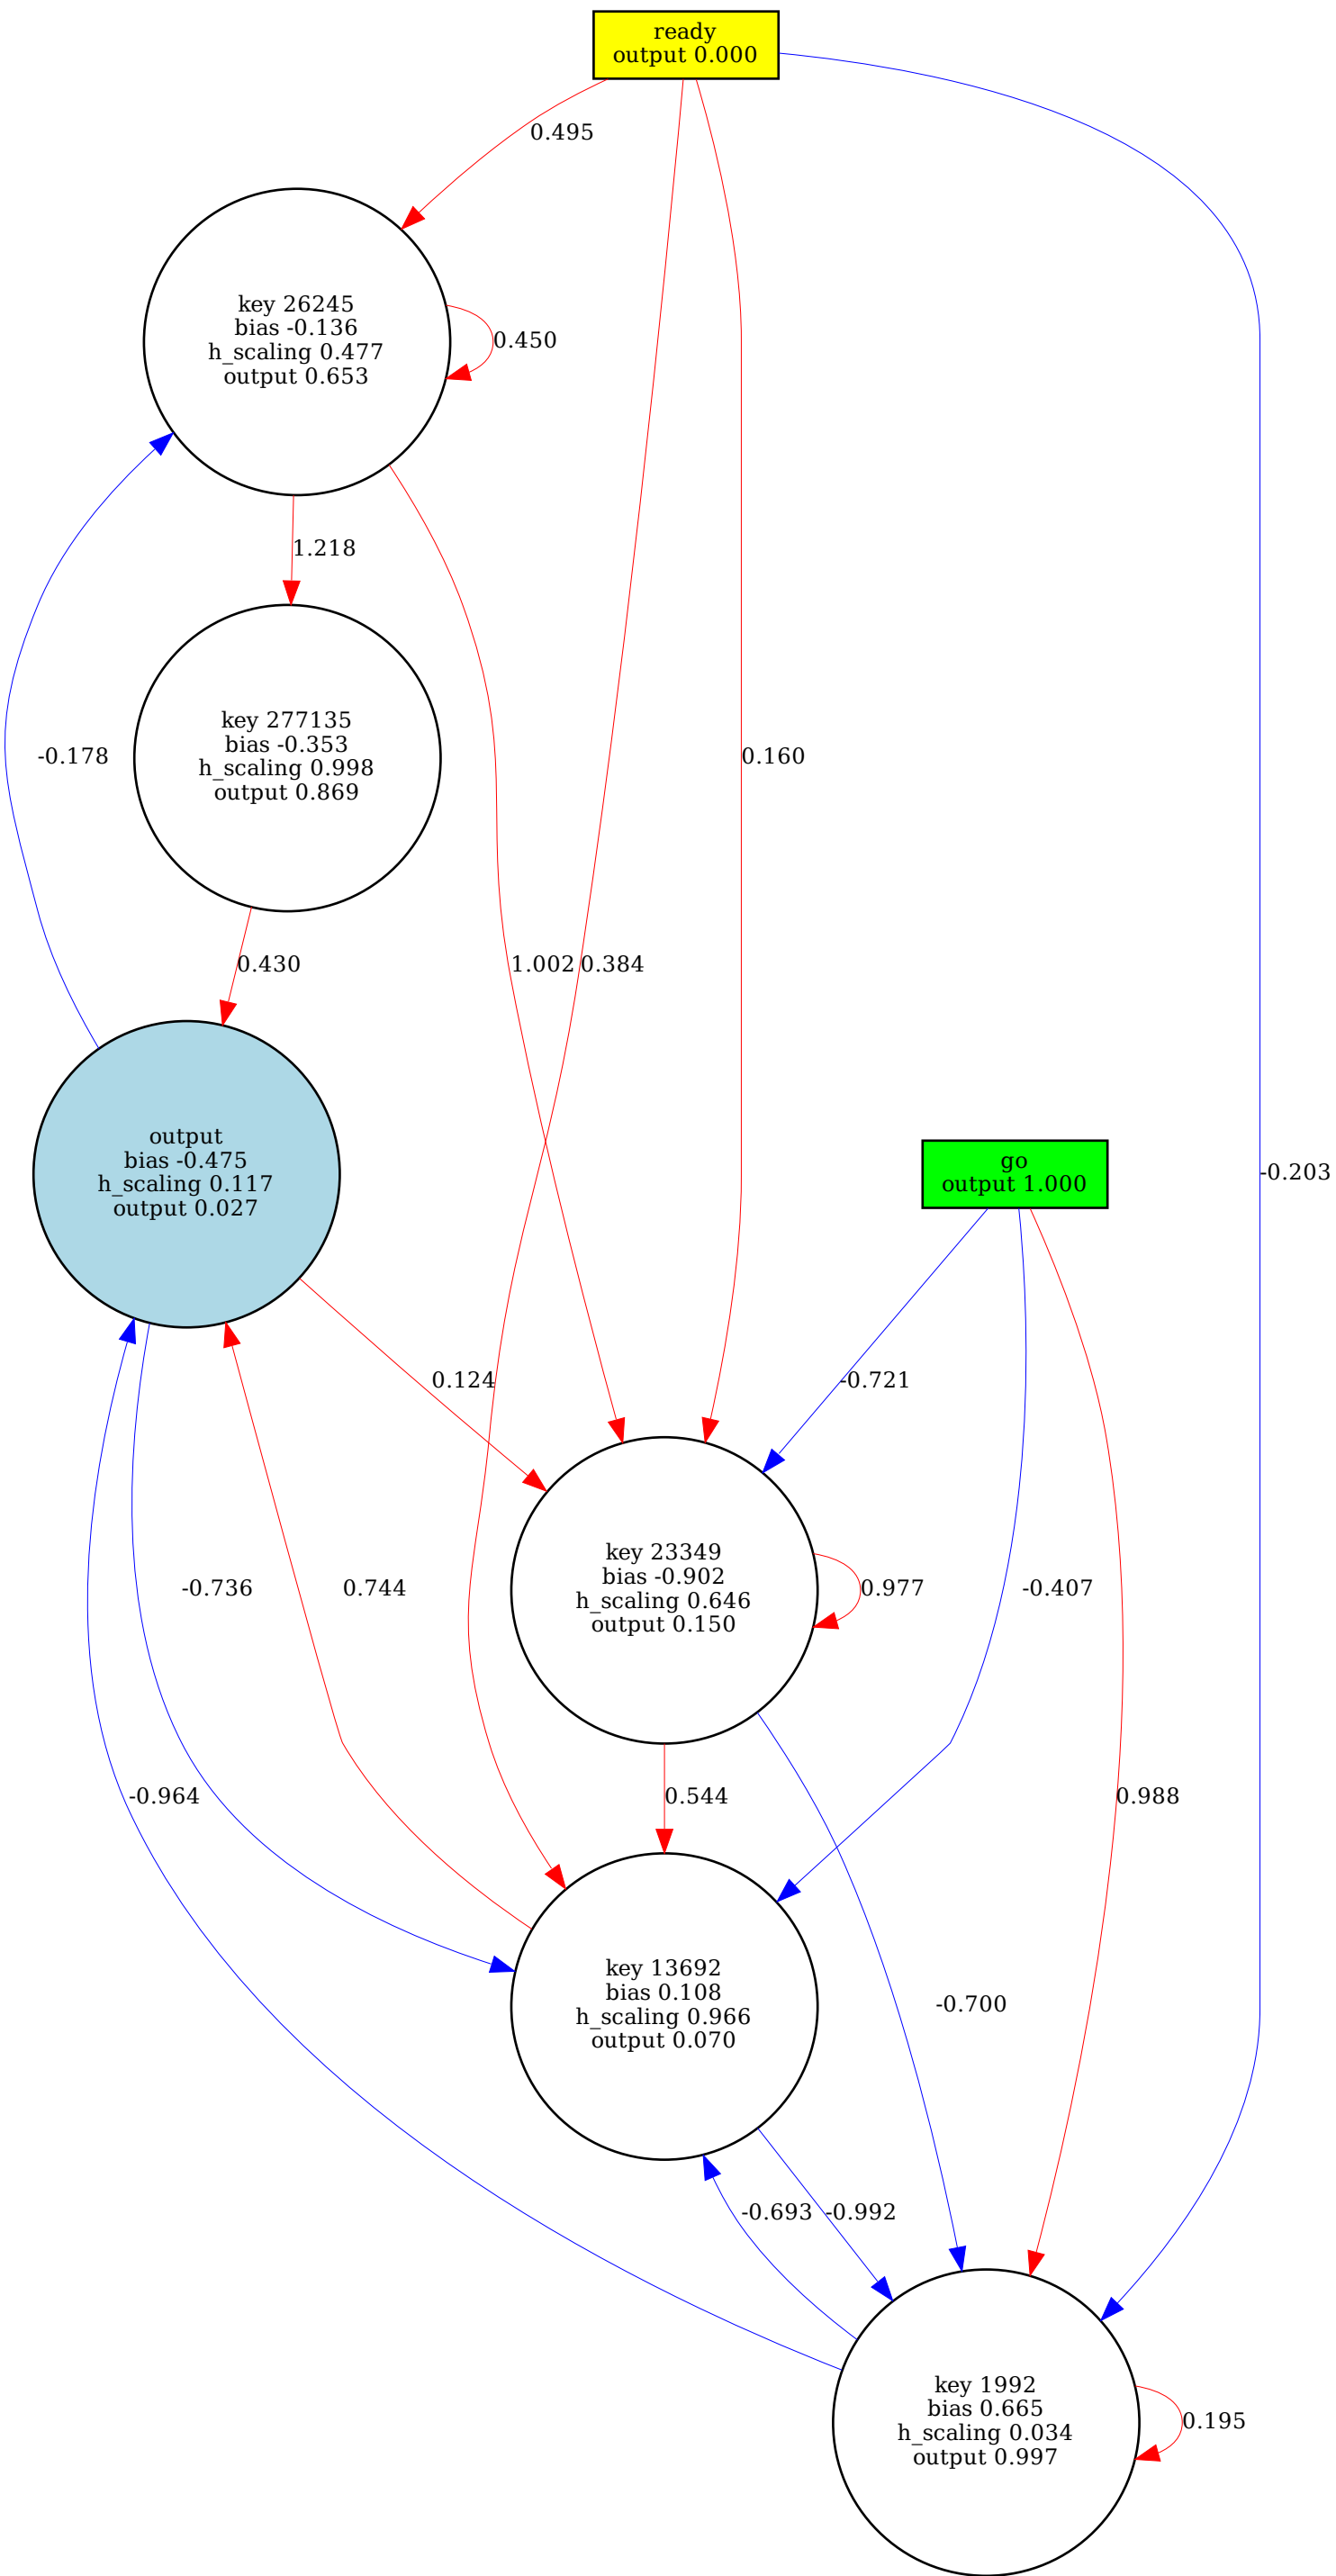 ready
output 0.000
0.495
key 26245
bias -0.136
h_scaling 0.477
output 0.653
0.450
1.218
key 277135
bias -0.353
h_scaling 0.998
output 0.869
-0.178
0.160
0.430
1.002
0.384
output
bias -0.475
h_scaling 0.117
output 0.027
go
output 1.000
-0.203
0.124
-0.721
key 23349
bias -0.902
h_scaling 0.646
output 0.150
-0.736
0.744
0.977
-0.407
-0.964
0.544
0.988
key 13692
bias 0.108
h_scaling 0.966
output 0.070
-0.700
-0.693
-0.992
key 1992
bias 0.665
h_scaling 0.034
output 0.997
0.195